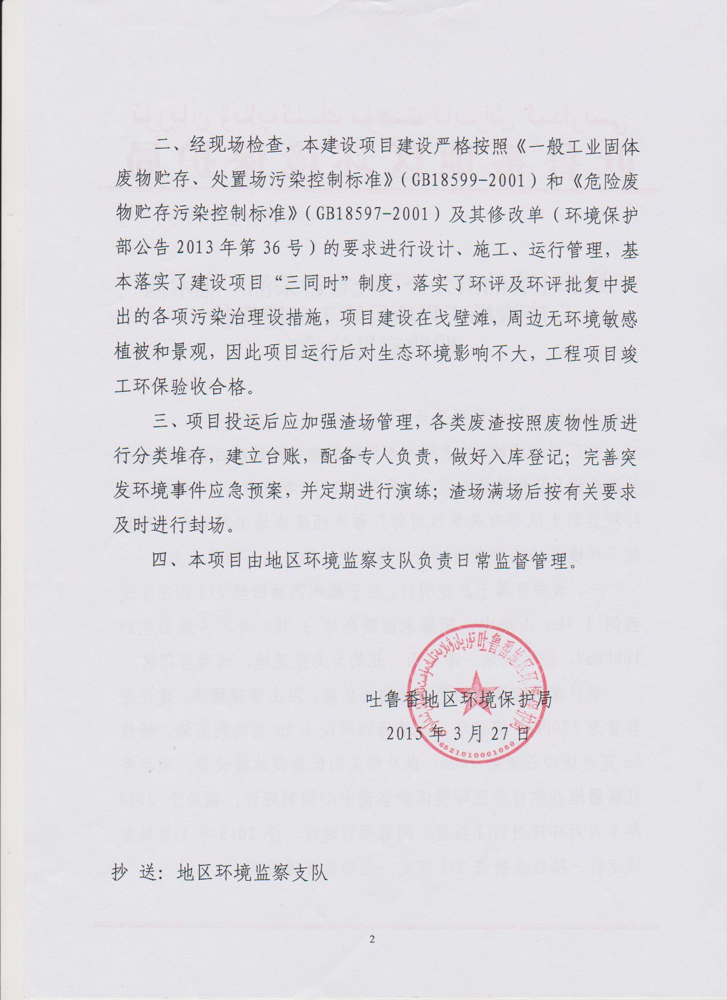 二、经现场检查，本建设项目建设严格按照《一般工业固体
废物贮存、处置场污染控制标准》（GB18599-2001）和《危险废
物贮存污染控制标准》（GB18597-2001）及其修改单（环境保护
部公告 2013 年第 36 号）的要求进行设计、施工、运行管理，基
本落实了建设项目“三同时”制度，落实了环评及环评批复中提
出的各项污染治理设措施，项目建设在戈壁滩，周边无环境敏感
植被和景观，因此项目运行后对生态环境影响不大，工程项目竣
工环保验收合格。
三、项目投运后应加强渣场管理，各类废渣按照废物性质进
行分类堆存，建立台账，配备专人负责，做好入库登记；完善突
发环境事件应急预案，并定期进行演练；渣场满场后按有关要求
及时进行封场。
四、本项目由地区环境监察支队负责日常监督管理。
吐鲁番地区环境保护局
吐鲁番地区环境保护局
2015 年 3 月 27 日
6521010001050
抄 送：地区环境监察支队
2